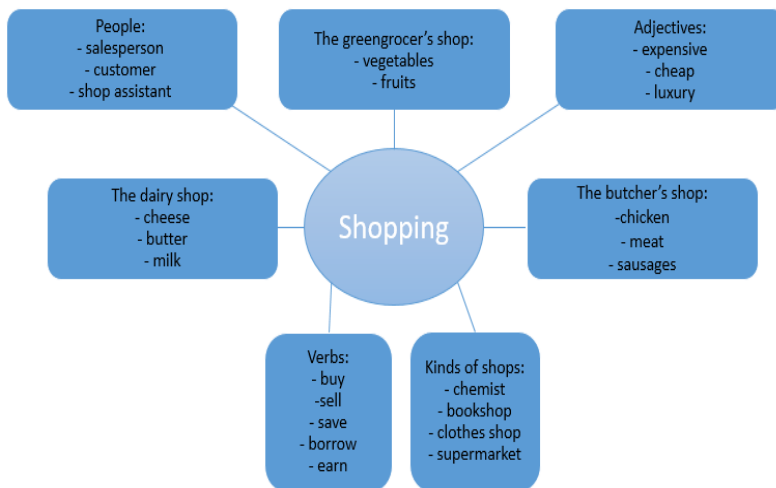 People:
- salesperson
- customer
- shop assistant
The greengrocer's shop:
- vegetables
- fruits
Adjectives:
- expensive
- cheap
- luxury
The dairy shop:
- cheese
- butter
- milk
Shopping
The butcher's shop:
-chicken
- meat
- sausages
Verbs:
- buy
-sell
- save
- borrow
- earn
Kinds of shops:
- chemist
- bookshop
- clothes shop
- supermarket